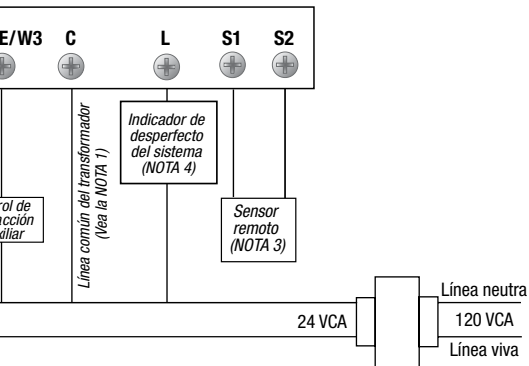 E/W3 C L S1 S2
Línea común del transformador
(Vea la NOTA 1)
Indicador de
desperfecto
del sistema
(NOTA 4)
Sensor
remoto
(NOTA 3)
Línea neutra
24 VCA
120 VCA
Línea viva